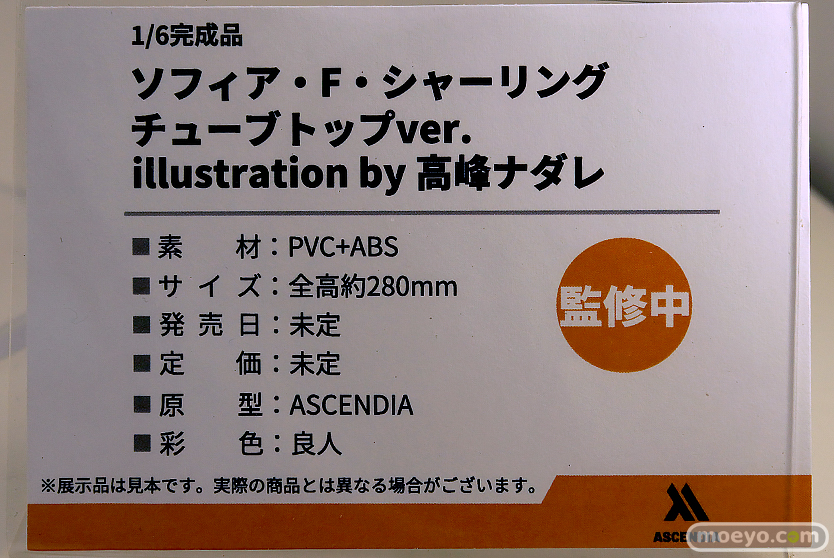 1/6完成品
ソフィア・F・シャーリング
チューブトップver.
illustration by 高峰ナダレ
■素 材：PVC+ABS
■サイズ：全高約280mm
■発売日：未定
■定 価：未定
■原 型：ASCENDIA
■彩 色：良人
監修中
※展示品は見本です。実際の商品とは異なる場合がございます。
moeyo.com